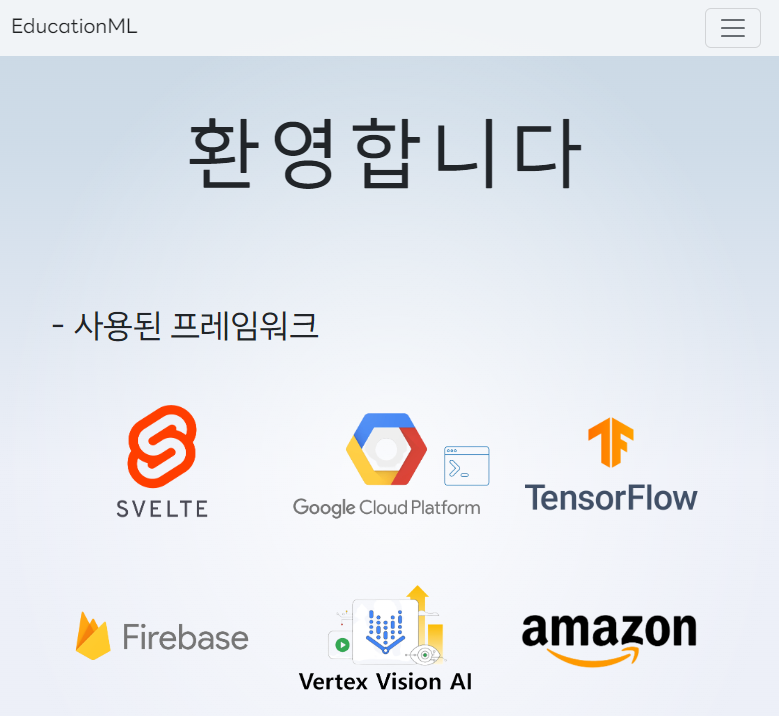 EducationML
환영합니다
- 사용된 프레임워크
SVELTE
Google Cloud Platform
TensorFlow
Firebase
Vertex Vision AI
amazon